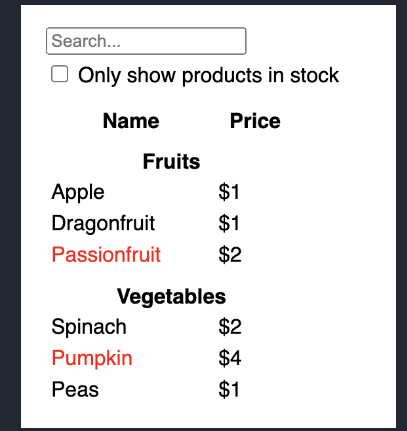 Search...
Only show products in stock
Name Price
Fruits
Apple $1
Dragonfruit $1
Passionfruit $2
Vegetables
Spinach $2
Pumpkin $4
Peas $1